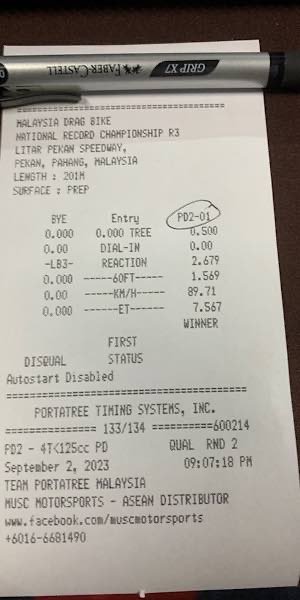 GRIP X7 FABER-CASTELL
==========================================
MALAYSIA DRAG BIKE
NATIONAL RECORD CHAMPIONSHIP R3
LITAR PEKAN SPEEDWAY,
PEKAN, PAHANG, MALAYSIA
LENGTH : 201M
SURFACE : PREP
BYE Entry PD2-01
0.000 0.000 TREE 0.500
0.00 DIAL-IN 0.00
-LB3- REACTION 2.679
0.000 ------60FT------ 1.569
0.00 ------KM/H------ 89.71
0.000 -------ET------- 7.567
WINNER
FIRST
DISQUAL STATUS
Autostart Disabled
==========================================
PORTATREE TIMING SYSTEMS, INC.
=============== 133/134 ==========600214
PD2 - 4T<125cc PD QUAL RND 2
September 2, 2023 09:07:18 PM
TEAM PORTATREE MALAYSIA
MUSC MOTORSPORTS - ASEAN DISTRIBUTOR
www.facebook.com/muscmotorsports
+6016-6681490